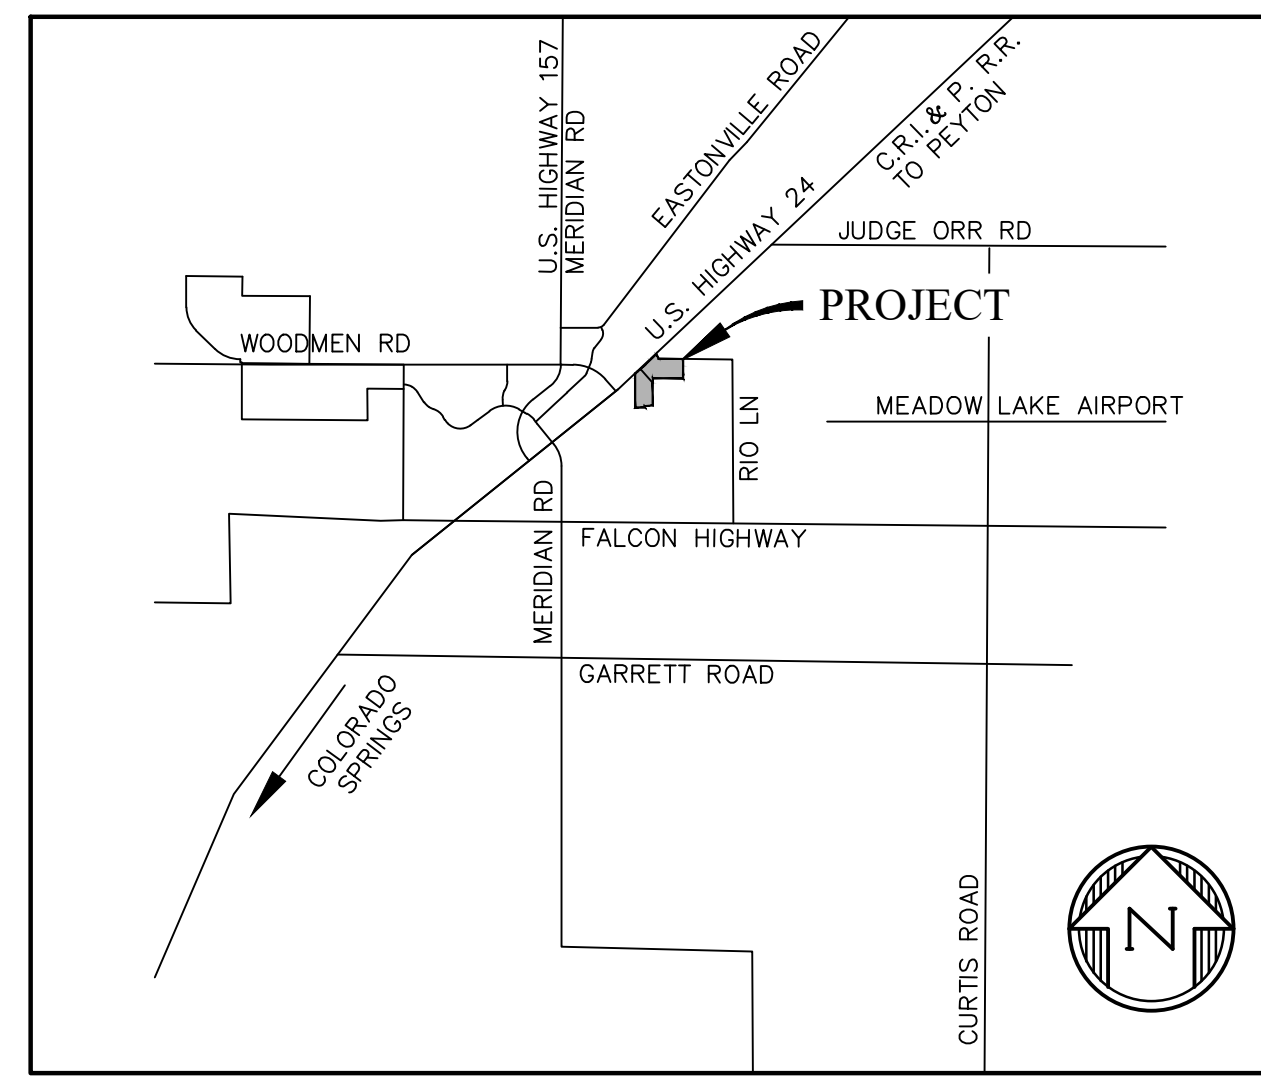 U.S. HIGHWAY 157
MERIDIAN RD
EASTONVILLE ROAD
U.S. HIGHWAY 24
C.R.I. & P. R.R.
TO PEYTON
JUDGE ORR RD
PROJECT
WOODMEN RD
MEADOW LAKE AIRPORT
RIO LN
MERIDIAN RD
FALCON HIGHWAY
GARRETT ROAD
COLORADO
SPRINGS
CURTIS ROAD
N